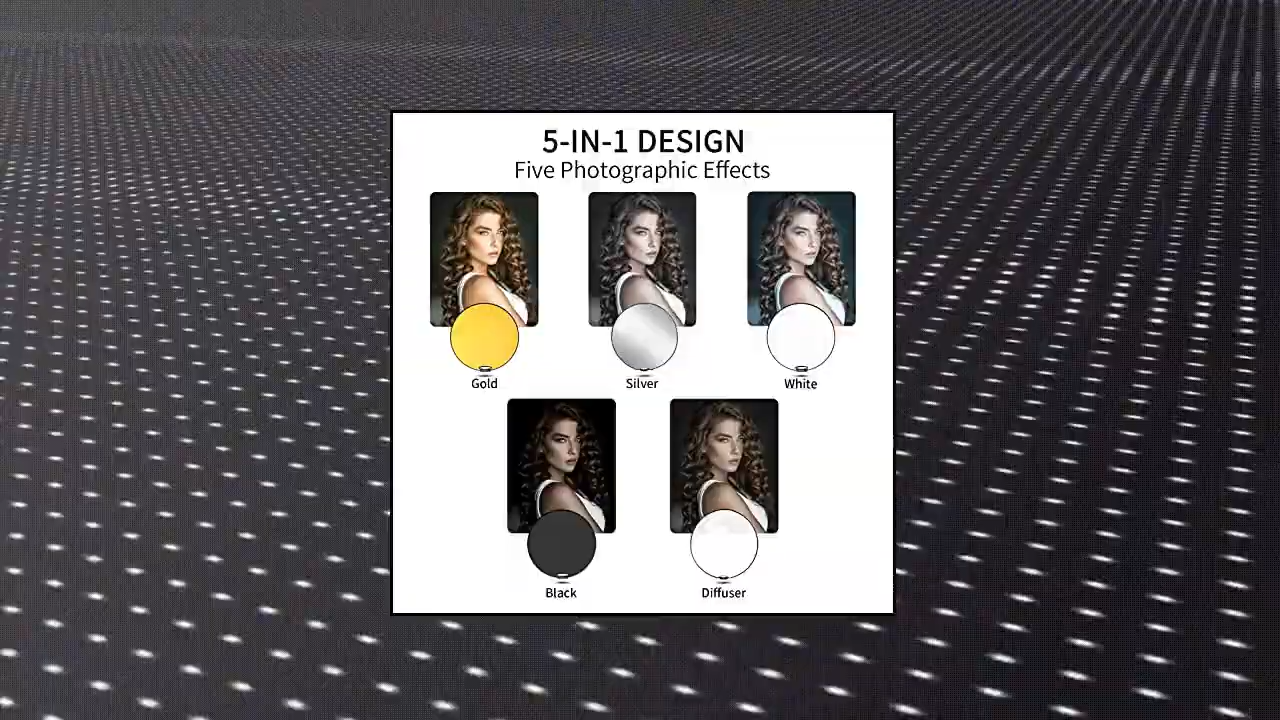 5-IN-1 DESIGN
Five Photographic Effects
Gold
Silver
White
Black
Diffuser